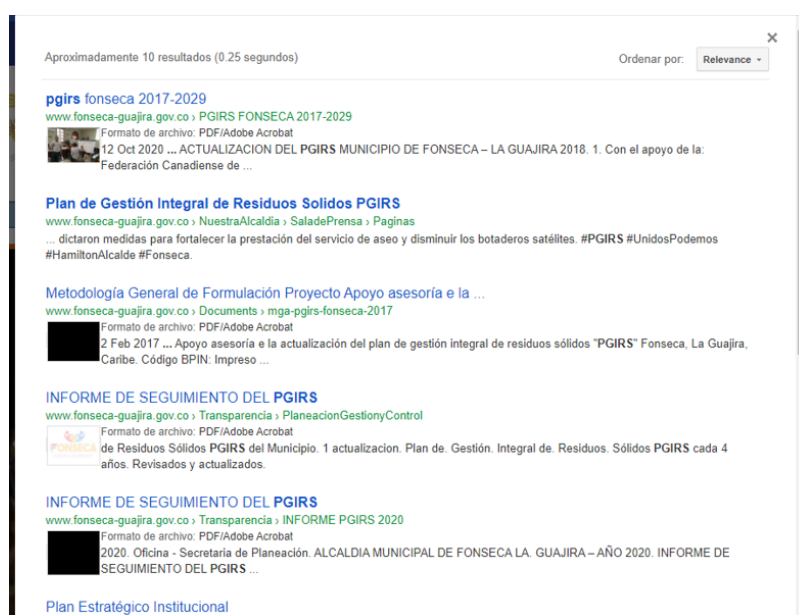 ×
Aproximadamente 10 resultados (0.25 segundos)
Ordenar por: Relevance
pgirs fonseca 2017-2029
www.fonseca-guajira.gov.co › PGIRS FONSECA 2017-2029
Formato de archivo: PDF/Adobe Acrobat
12 Oct 2020 ... ACTUALIZACION DEL PGIRS MUNICIPIO DE FONSECA – LA GUAJIRA 2018. 1. Con el apoyo de la:
Federación Canadiense de ...
Plan de Gestión Integral de Residuos Solidos PGIRS
www.fonseca-guajira.gov.co › NuestraAlcaldia › SaladePrensa › Paginas
... dictaron medidas para fortalecer la prestación del servicio de aseo y disminuir los botaderos satélites. #PGIRS #UnidosPodemos
#HamiltonAlcalde #Fonseca.
Metodología General de Formulación Proyecto Apoyo asesoría e la ...
www.fonseca-guajira.gov.co › Documents › mga-pgirs-fonseca-2017
Formato de archivo: PDF/Adobe Acrobat
2 Feb 2017 ... Apoyo asesoría e la actualización del plan de gestión integral de residuos sólidos "PGIRS" Fonseca, La Guajira,
Caribe. Código BPIN: Impreso ...
INFORME DE SEGUIMIENTO DEL PGIRS
www.fonseca-guajira.gov.co › Transparencia › PlaneacionGestionyControl
Formato de archivo: PDF/Adobe Acrobat
FONSECA
de Residuos Sólidos PGIRS del Municipio. 1 actualizacion. Plan de. Gestión. Integral de. Residuos. Sólidos PGIRS cada 4
años. Revisados y actualizados.
INFORME DE SEGUIMIENTO DEL PGIRS
www.fonseca-guajira.gov.co › Transparencia › INFORME PGIRS 2020
Formato de archivo: PDF/Adobe Acrobat
2020. Oficina - Secretaria de Planeación. ALCALDIA MUNICIPAL DE FONSECA LA. GUAJIRA – AÑO 2020. INFORME DE
SEGUIMIENTO DEL PGIRS ...
Plan Estratégico Institucional